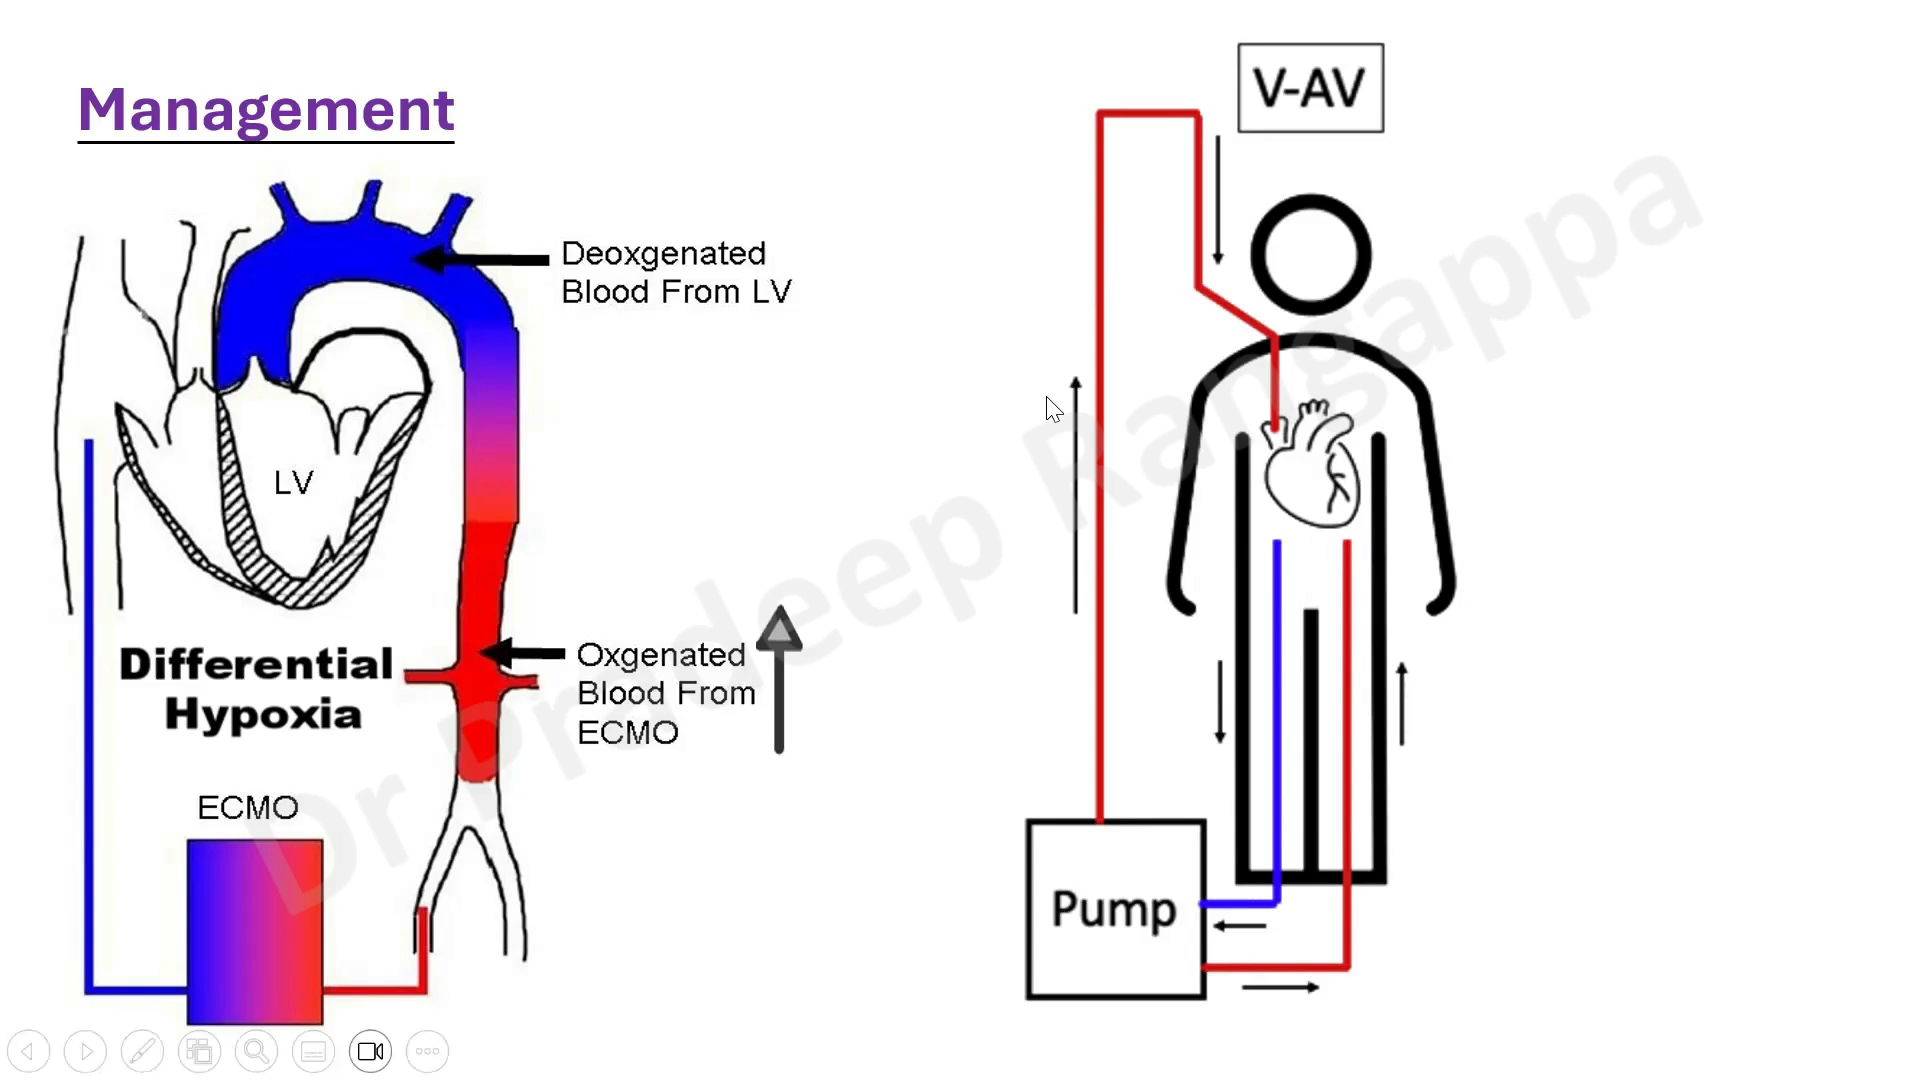 Management
V-AV
Deoxgenated
Blood From LV
LV
Differential
Hypoxia
Oxgenated
Blood From
ECMO
ECMO
Pump
Dr Pradeep Rangappa